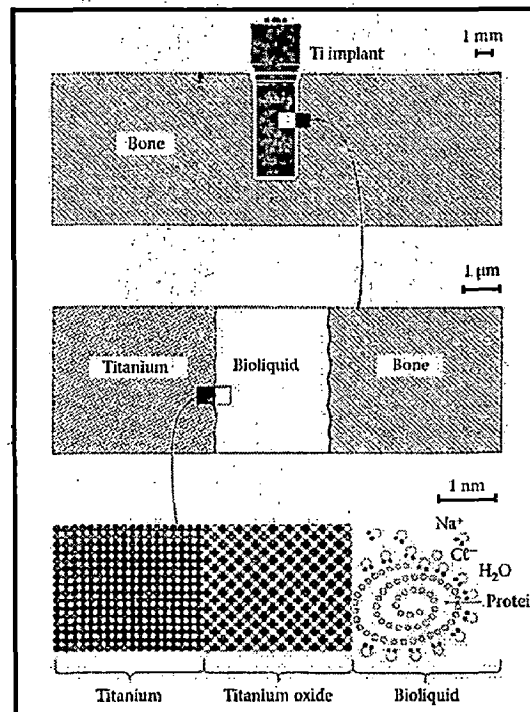 Ti implant
1 mm
Bone
1 μm
Titanium
Bioliquid
Bone
1 nm
Na⁺
Cl⁻
H₂O
Protei
Titanium
Titanium oxide
Bioliquid